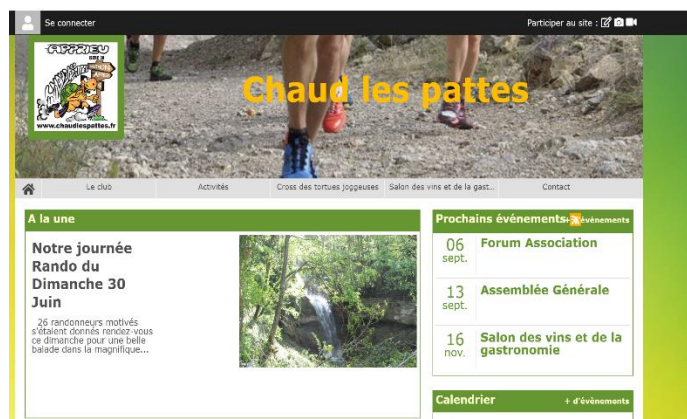 Se connecter
Participer au site :
APPRIEU
www.chaudlespattes.fr
Chaud les pattes
Le club
Activités
Cross des tortues joggeuses
Salon des vins et de la gast...
Contact
A la une
Notre journée
Rando du
Dimanche 30
Juin
26 randonneurs motivés
s'étaient donnés rendez-vous
ce dimanche pour une belle
balade dans la magnifique...
Prochains événements
évènements
06
sept.
Forum Association
13
sept.
Assemblée Générale
16
nov.
Salon des vins et de la
gastronomie
Calendrier
+ d'évènements